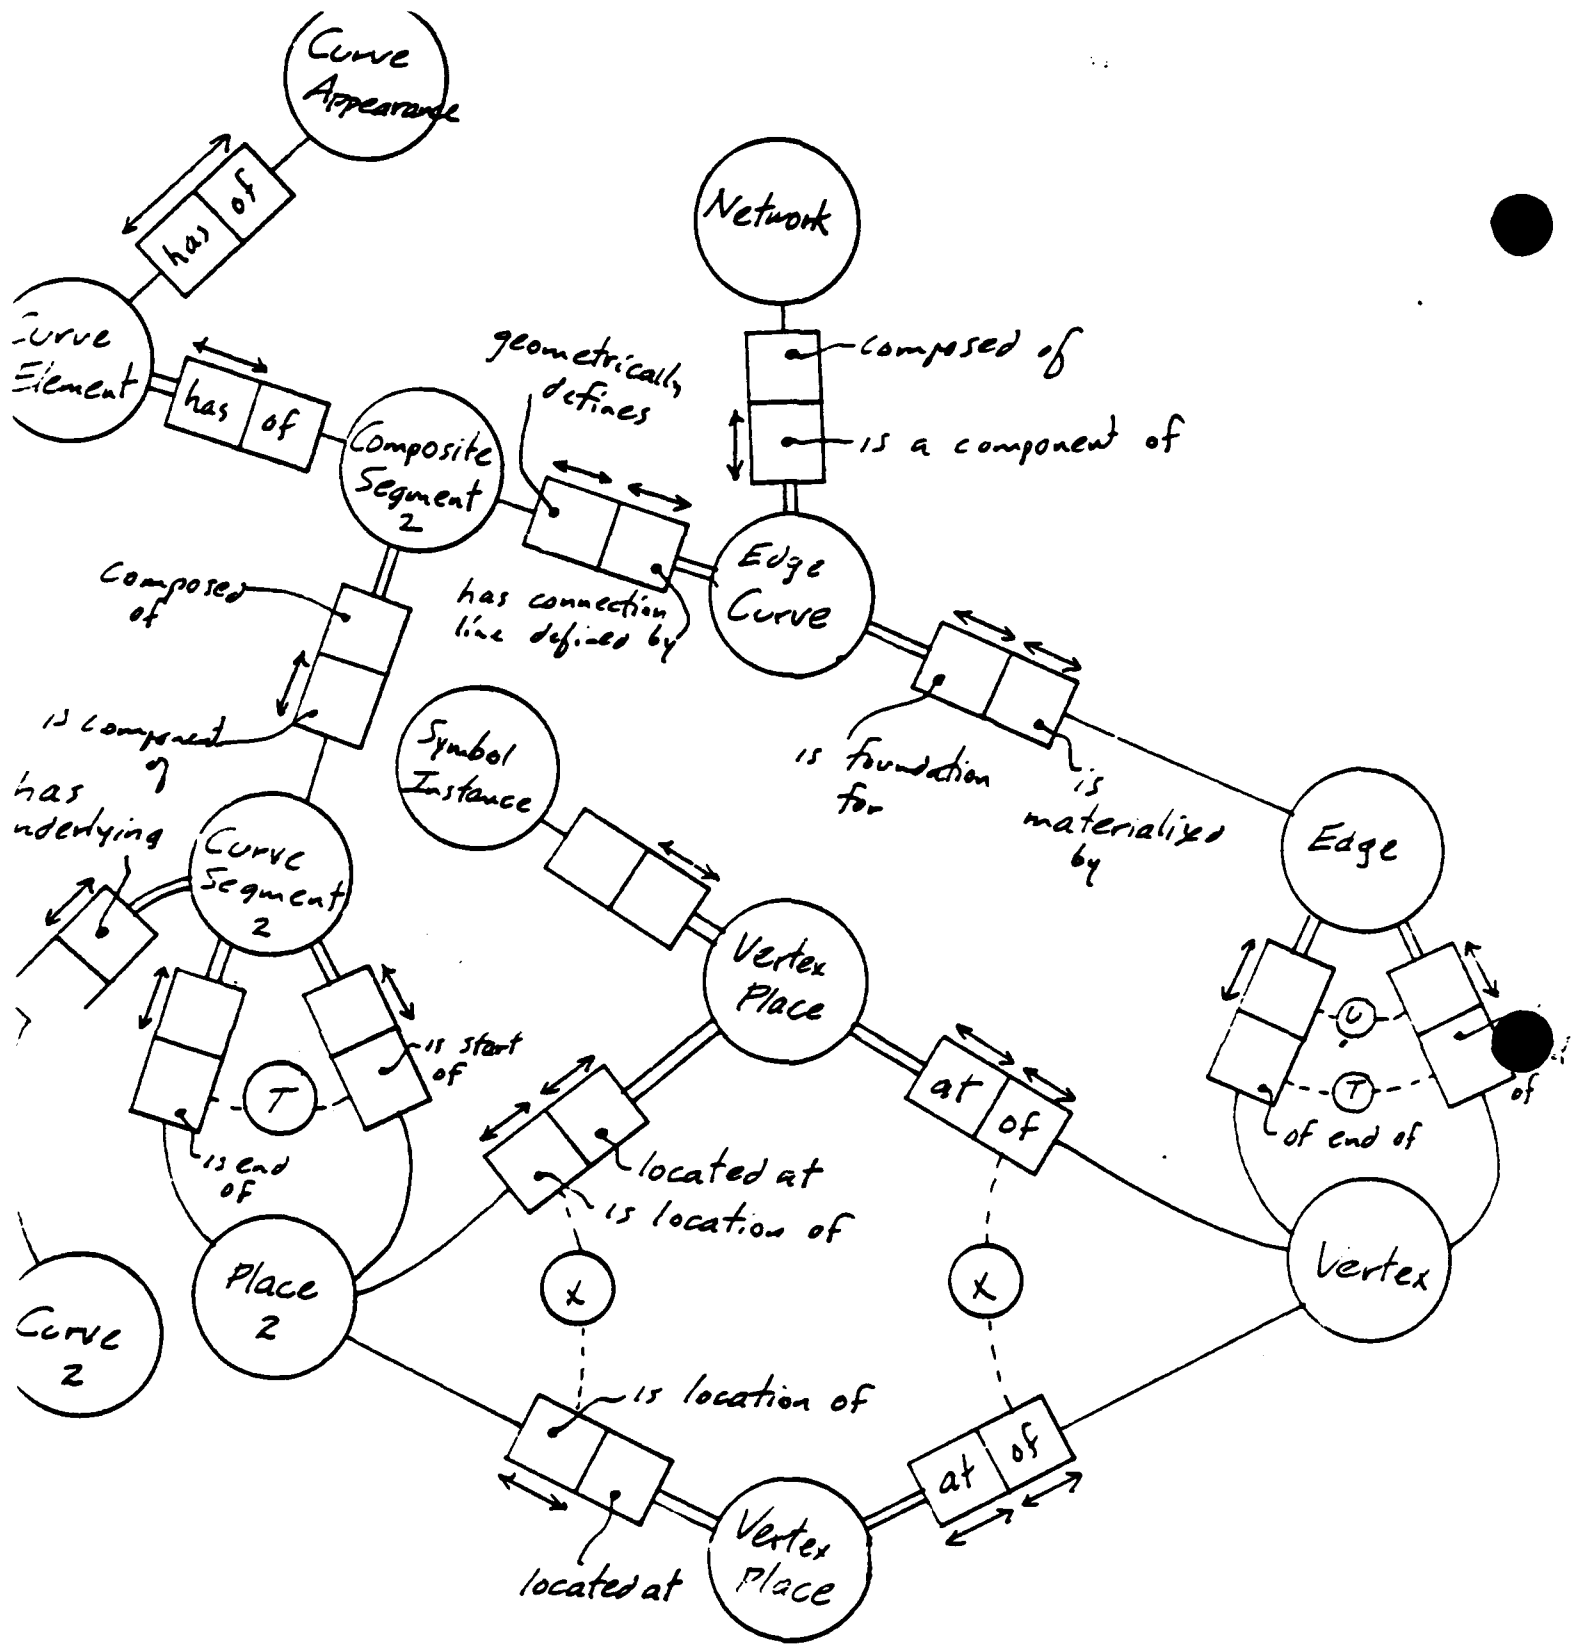 Curve
Appearance
has
of
Network
Curve
Element
has
of
geometrically
defines
composed of
is a component of
Composite
Segment
2
Edge
Curve
has connection
line defined by
composed
of
is component
of
Symbol
Instance
is foundation
for
is
materialized
by
Edge
has
underlying
Curve
Segment
2
Vertex
Place
is start
of
T
is end
of
U
T
of end of
of
at
of
located at
is location of
Place
2
X
X
Vertex
Curve
2
is location of
located at
Vertex
Place
at
of